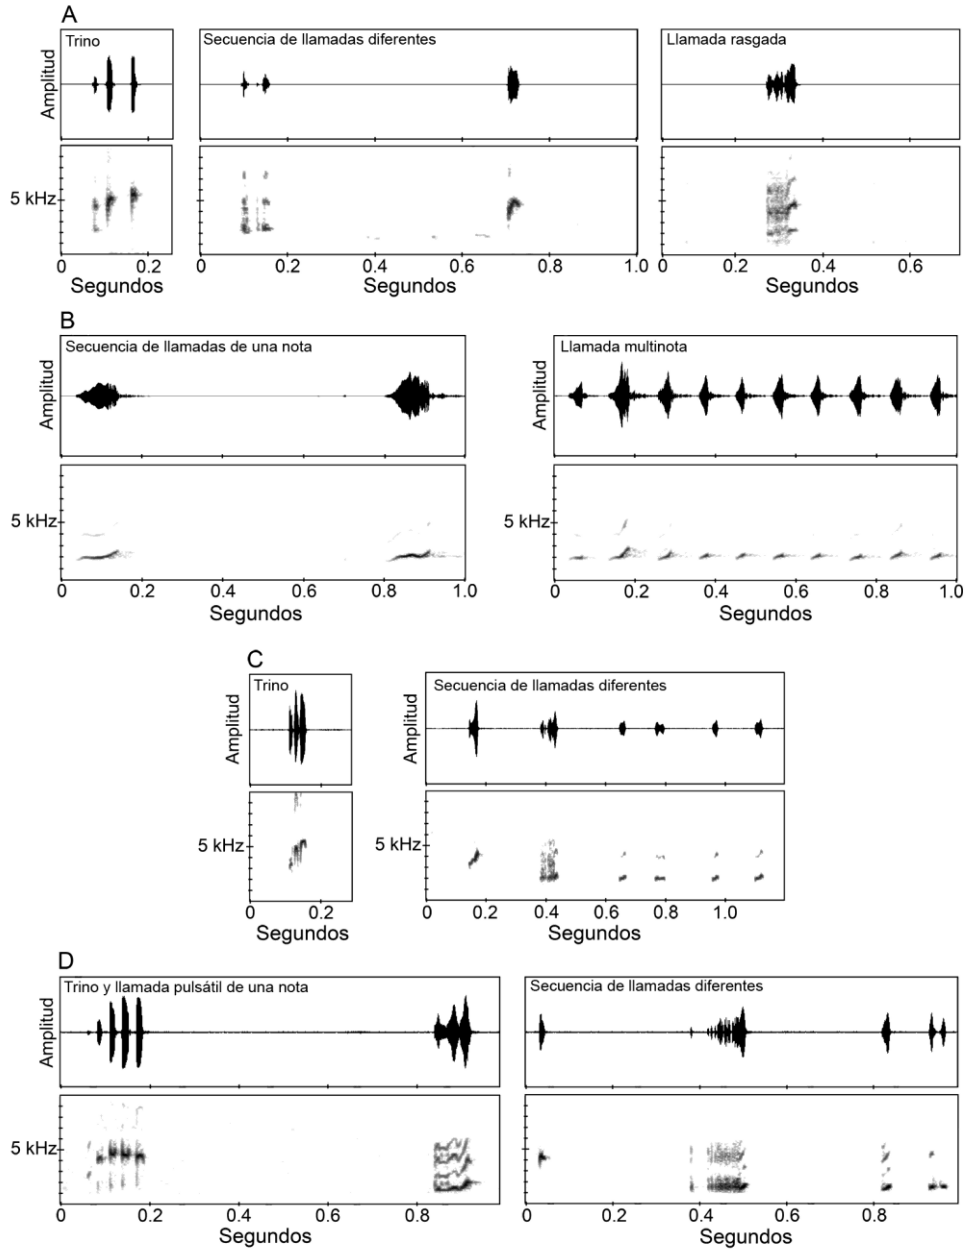 A
Trino
Secuencia de llamadas diferentes
Llamada rasgada
Amplitud
5 kHz
0 0.2
0 0.2 0.4 0.6 0.8 1.0
0 0.2 0.4 0.6
Segundos
Segundos
Segundos
B
Secuencia de llamadas de una nota
Llamada multinota
Amplitud
Amplitud
5 kHz
5 kHz
0 0.2 0.4 0.6 0.8 1.0
0 0.2 0.4 0.6 0.8 1.0
Segundos
Segundos
C
Trino
Secuencia de llamadas diferentes
Amplitud
Amplitud
5 kHz
5 kHz
0 0.2
0 0.2 0.4 0.6 0.8 1.0
Segundos
Segundos
D
Trino y llamada pulsátil de una nota
Secuencia de llamadas diferentes
Amplitud
5 kHz
0 0.2 0.4 0.6 0.8
0 0.2 0.4 0.6 0.8
Segundos
Segundos